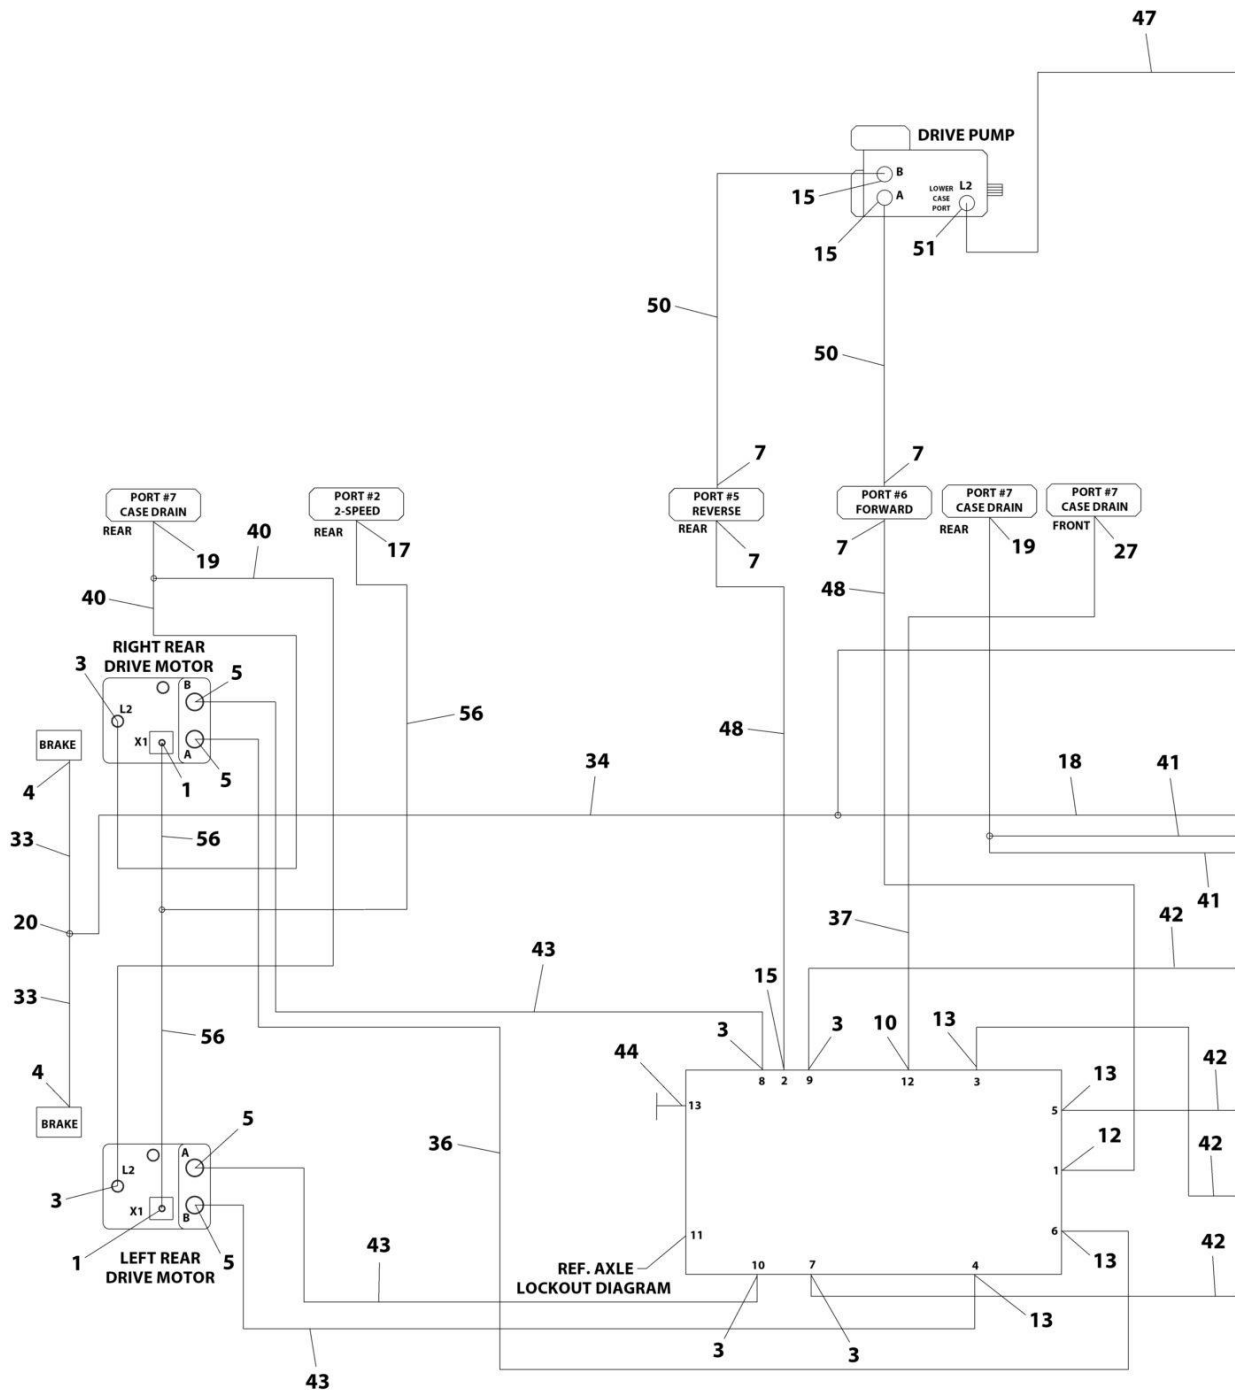 47
DRIVE PUMP
B
15
A
LOWER L2
CASE
PORT
15
51
50
50
7
7
PORT #7
CASE DRAIN
REAR
PORT #2
2-SPEED
REAR
PORT #5
REVERSE
REAR
PORT #6
FORWARD
PORT #7
CASE DRAIN
REAR
PORT #7
CASE DRAIN
FRONT
19
40
17
7
7
19
27
40
48
RIGHT REAR
DRIVE MOTOR
3
B
5
L2
56
X1
A
48
BRAKE
4
1
5
34
18
41
33
56
41
20
37
42
43
33
56
15
3
3
10
13
44
4
8
2
9
12
3
42
13
13
5
BRAKE
5
36
12
42
A
L2
1
3
X1
B
11
6
42
1
5
43
13
LEFT REAR
DRIVE MOTOR
REF. AXLE
LOCKOUT DIAGRAM
10
7
4
13
3
3
43